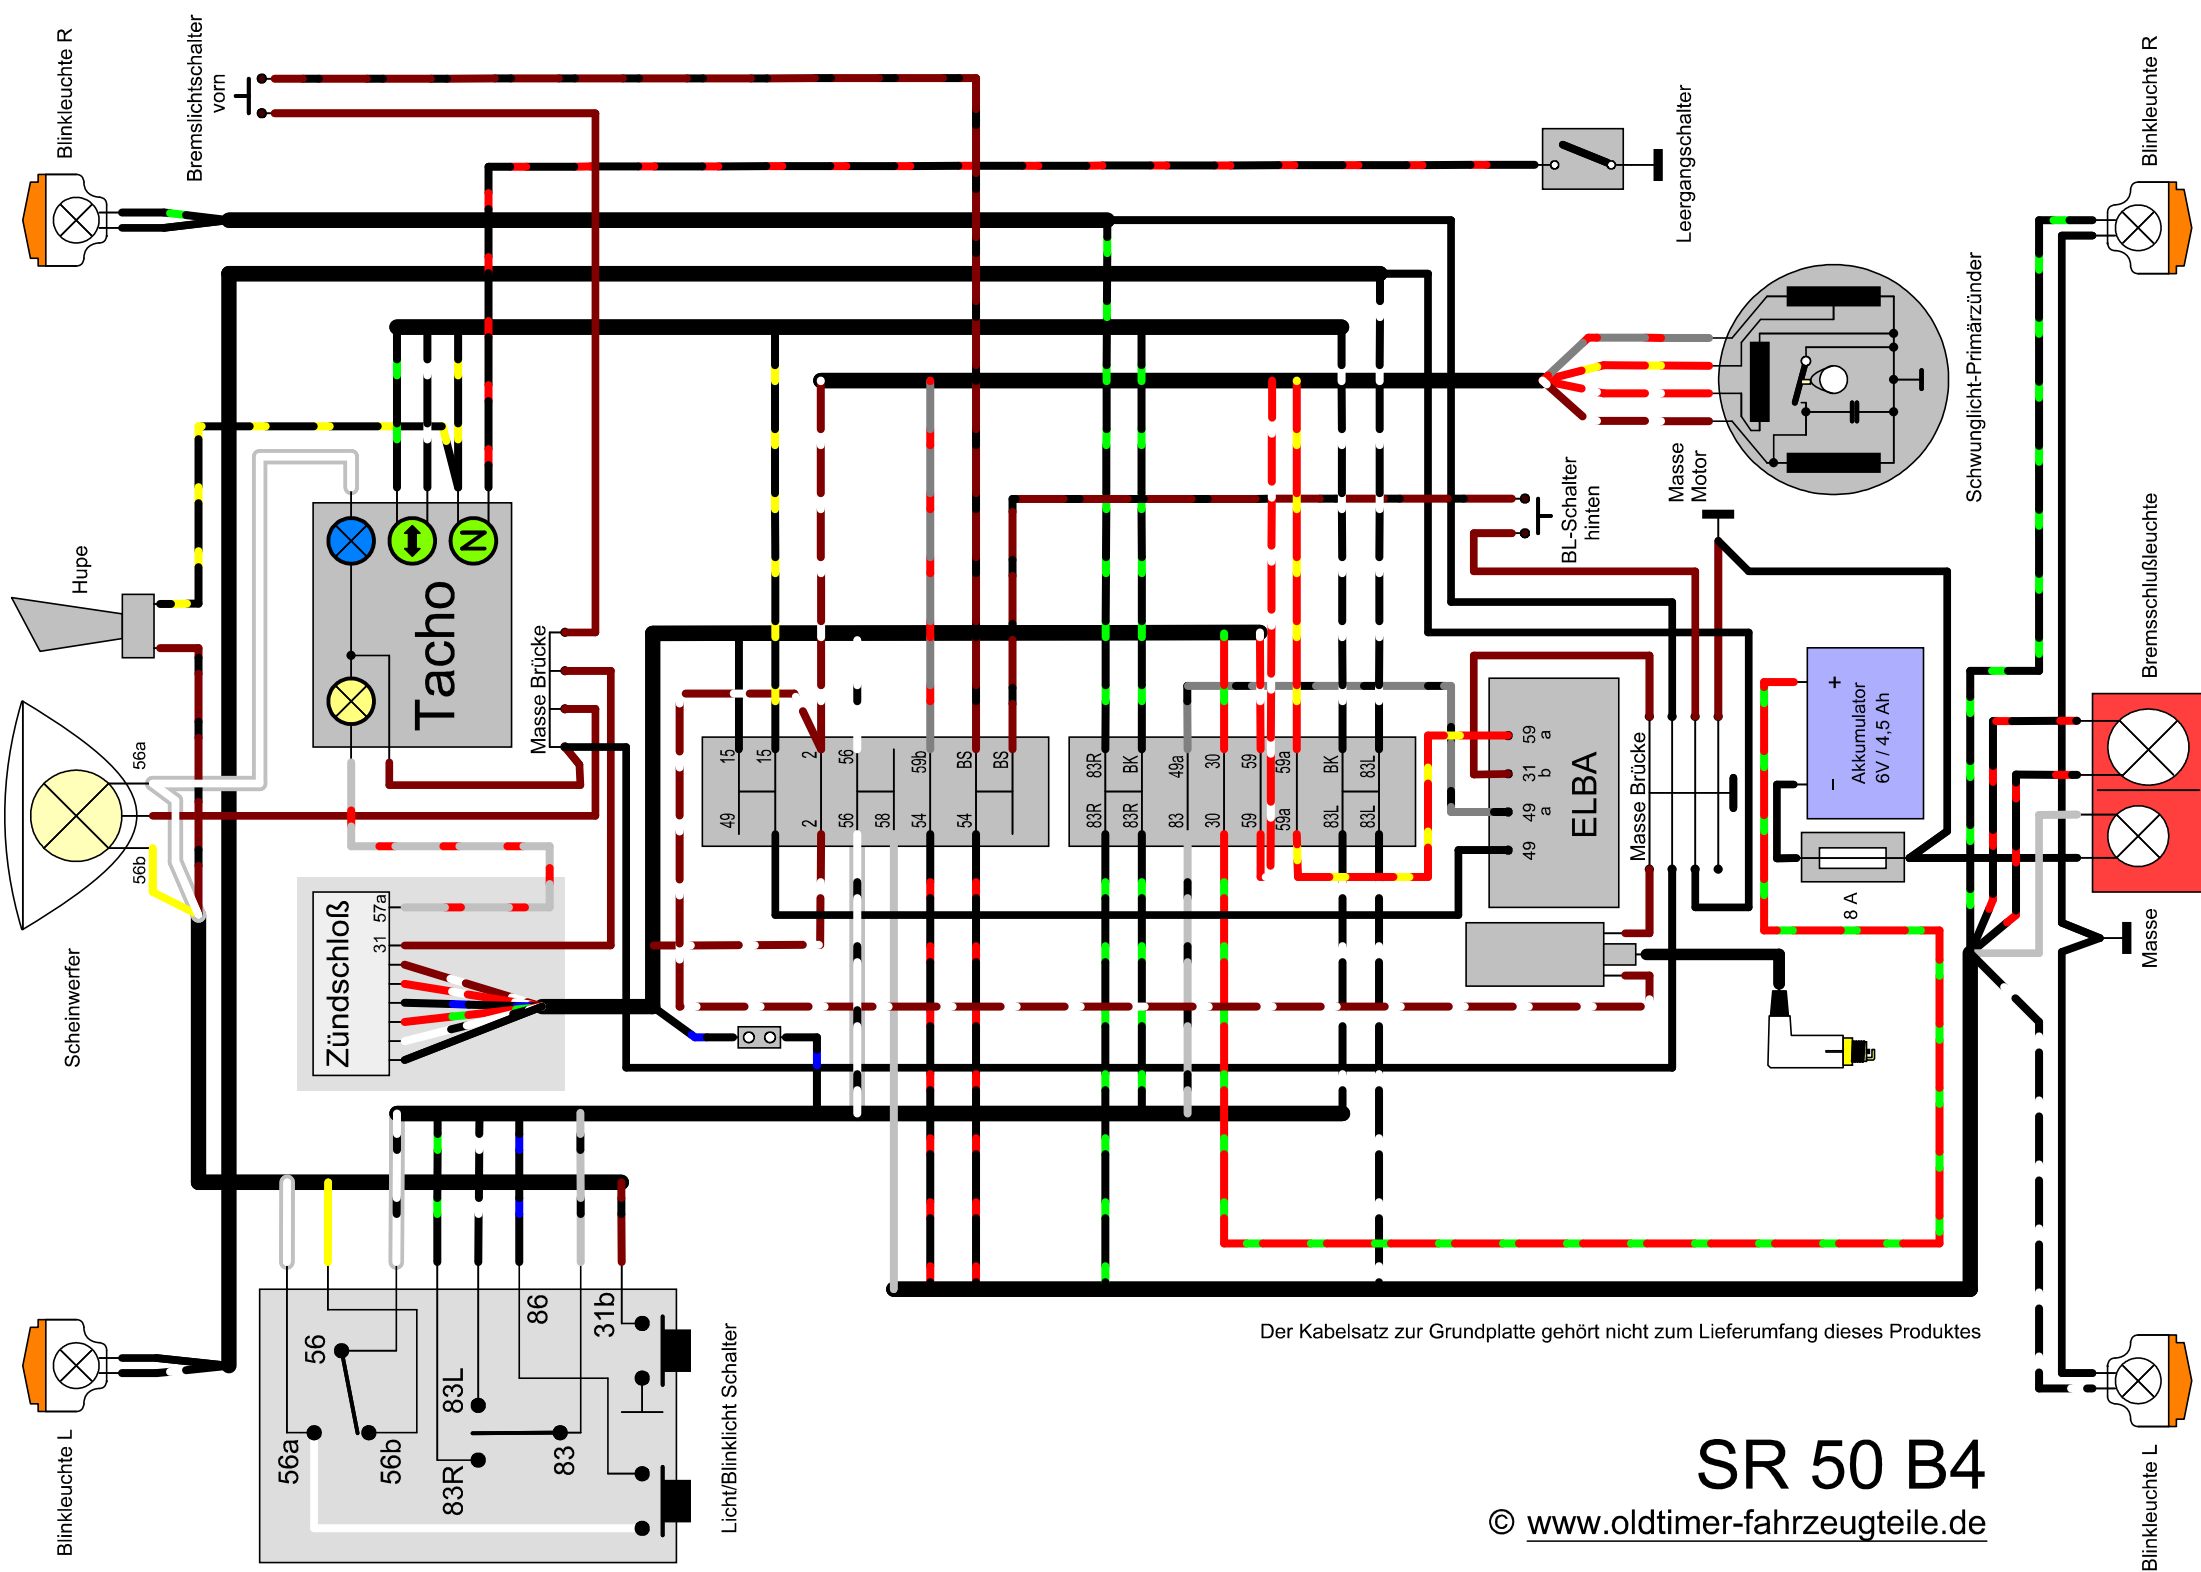 Blinkleuchte R
Bremslichtschalter
vorn
Blinkleuchte R
Leergangschalter
Hupe
Tacho
N
Masse Brücke
Schwunglicht-Primärzünder
Masse
Motor
BL-Schalter
hinten
Bremsschlußleuchte
Scheinwerfer
56a
56b
Zündschloß
31
57a
15
15
2
56
59b
BS
BS
49
2
56
58
54
54
83R
BK
49a
30
59
59a
BK
83L
83R
83R
83
30
59
59a
83L
83L
59
a
31
b
49
a
49
ELBA
Masse Brücke
+
−
Akkumulator
6V / 4,5 Ah
8 A
Masse
56
56a
56b
83L
83R
83
86
31b
Licht/Blinklicht Schalter
Blinkleuchte L
Der Kabelsatz zur Grundplatte gehört nicht zum Lieferumfang dieses Produktes
SR 50 B4
© www.oldtimer-fahrzeugteile.de
Blinkleuchte L